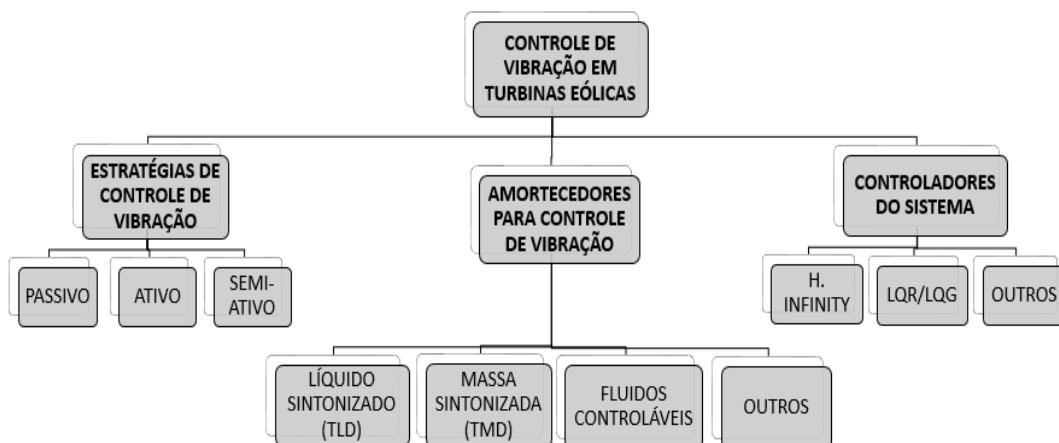 CONTROLE DE
VIBRAÇÃO EM
TURBINAS EÓLICAS
ESTRATÉGIAS DE
CONTROLE DE
VIBRAÇÃO
AMORTECEDORES
PARA CONTROLE
DE VIBRAÇÃO
CONTROLADORES
DO SISTEMA
PASSIVO
ATIVO
SEMI-
ATIVO
H.
INFINITY
LQR/LQG
OUTROS
LÍQUIDO
SINTONIZADO
(TLD)
MASSA
SINTONIZADA
(TMD)
FLUIDOS
CONTROLÁVEIS
OUTROS